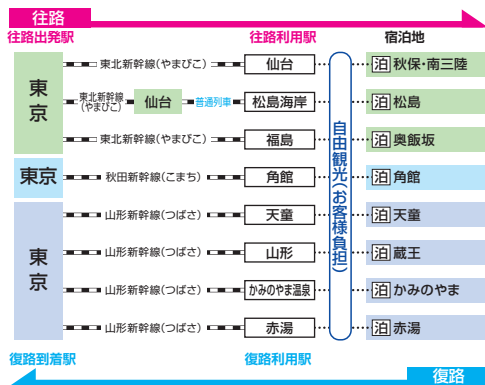 往路
往路出発駅 往路利用駅 宿泊地
東京
東北新幹線(やまびこ) 仙台 泊 秋保・南三陸
東北新幹線(やまびこ) 仙台 普通列車 松島海岸 泊 松島
東北新幹線(やまびこ) 福島 泊 奥飯坂
東京 秋田新幹線(こまち) 角館 泊 角館
東京
山形新幹線(つばさ) 天童 泊 天童
山形新幹線(つばさ) 山形 泊 蔵王
山形新幹線(つばさ) かみのやま温泉 泊 かみのやま
山形新幹線(つばさ) 赤湯 泊 赤湯
自由観光(お客様負担)
復路到着駅 復路利用駅
復路